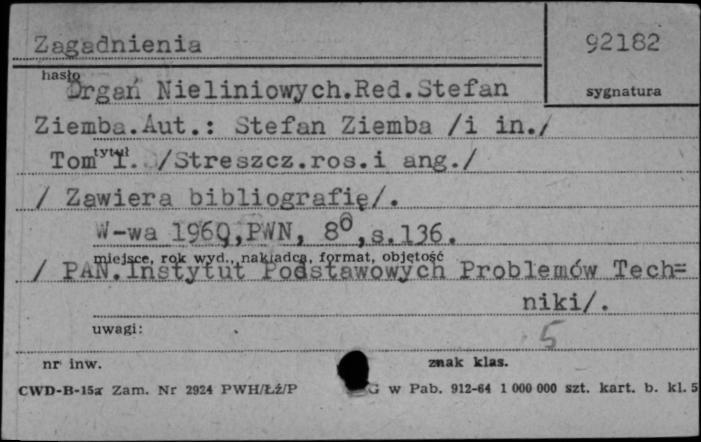 Zagadnienia
92182
hasło
Drgań Nieliniowych.Red.Stefan
sygnatura
Ziemba.Aut.: Stefan Ziemba /i in./
tytuł
Tom 1. /Streszcz.ros.i ang./
/ Zawiera bibliografię/.
W-wa 1960,PWN, 8°,s.136.
miejsce, rok wyd., nakładca, format, objętość
/ PAN.Instytut Podstawowych Problemów Tech=
niki/.
uwagi:
5
nr inw.
znak klas.
CWD-B-15a Zam. Nr 2924 PWH/Łź/P
G w Pab. 912-64 1 000 000 szt. kart. b. kl. 5